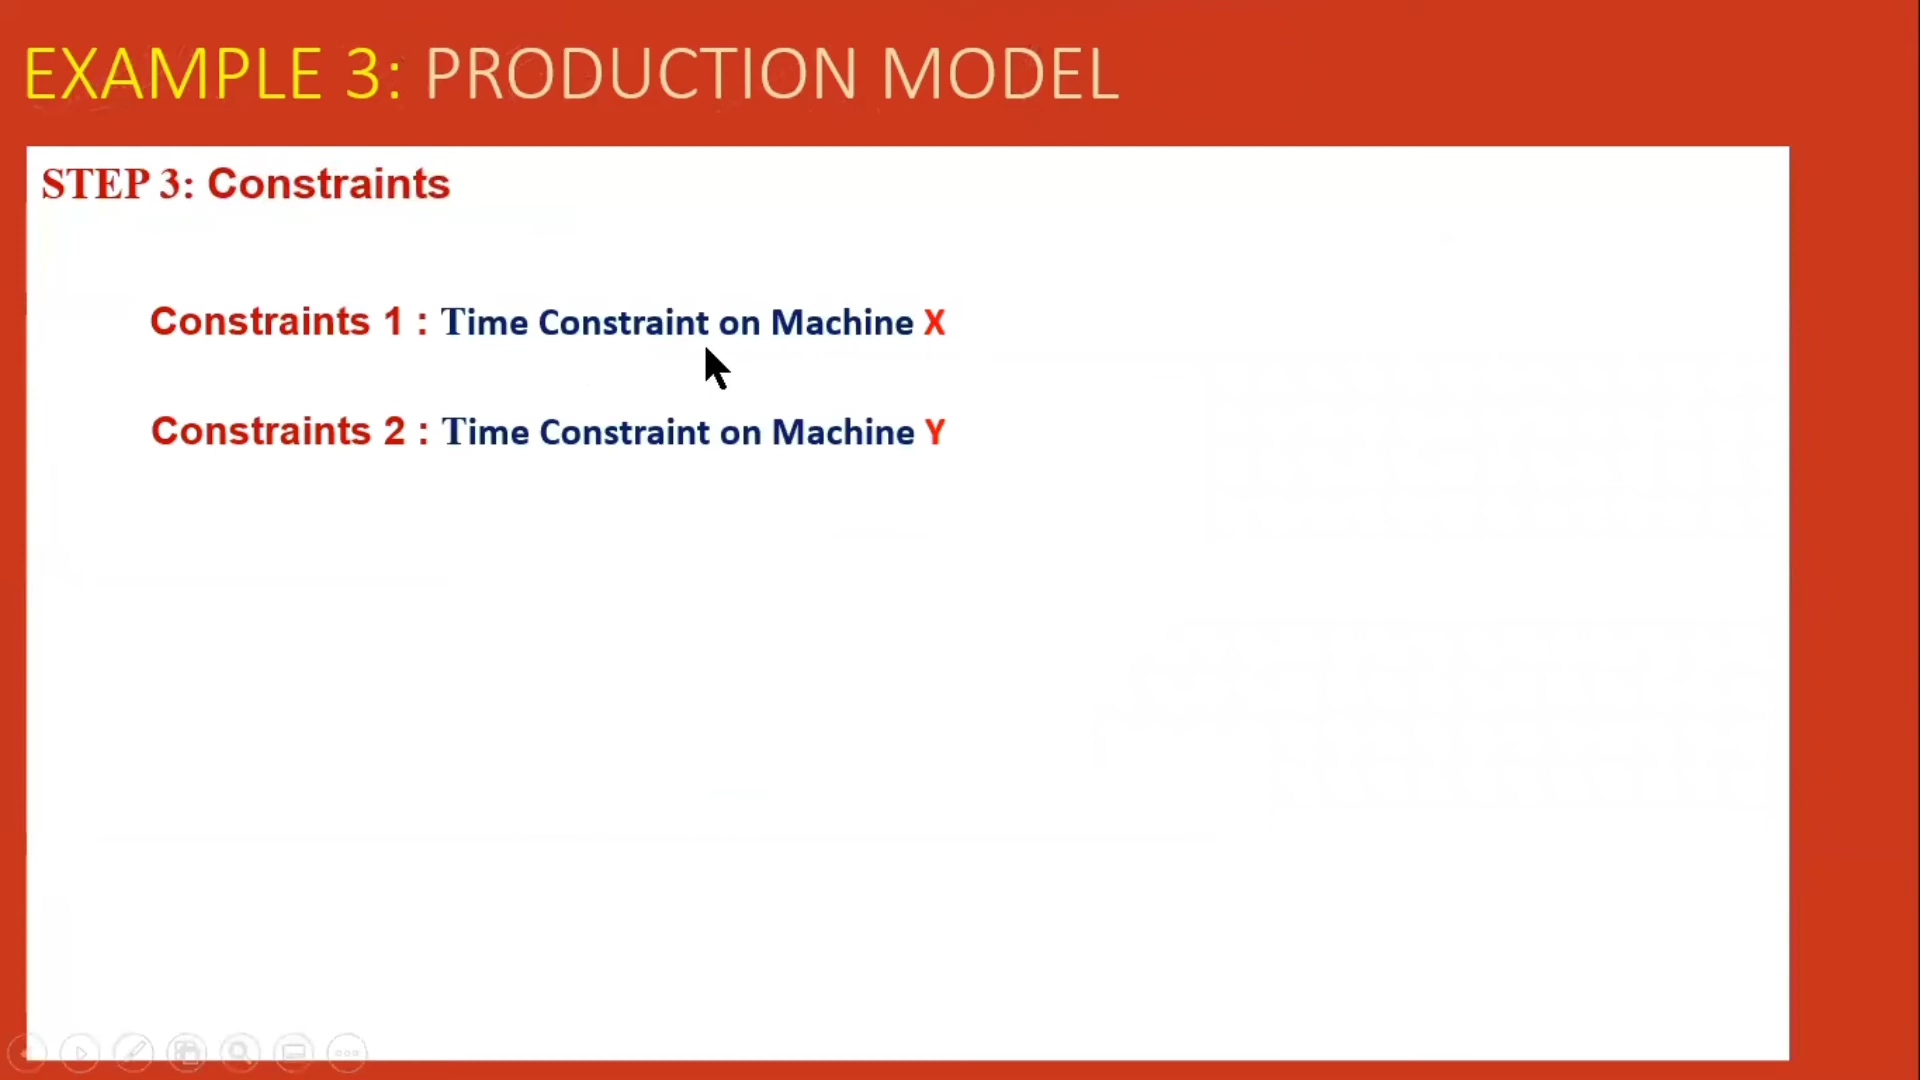 EXAMPLE 3: PRODUCTION MODEL
STEP 3: Constraints
Constraints 1 : Time Constraint on Machine X
Constraints 2 : Time Constraint on Machine Y